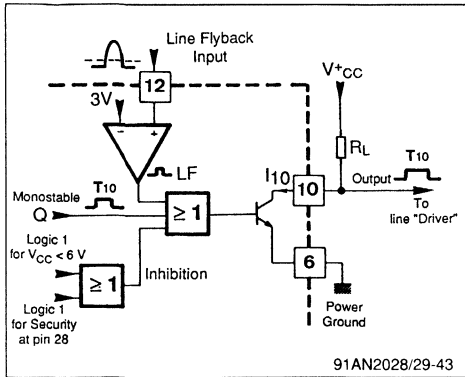 Line Flyback
Input
12
3V
−
+
LF
V⁺CC
RL
I10
T10
Monostable
T10
Q
≥ 1
10
Output
To
line "Driver"
Logic 1
for VCC < 6 V
≥ 1
Inhibition
6
Logic 1
for Security
at pin 28
Power
Ground
91AN2028/29-43